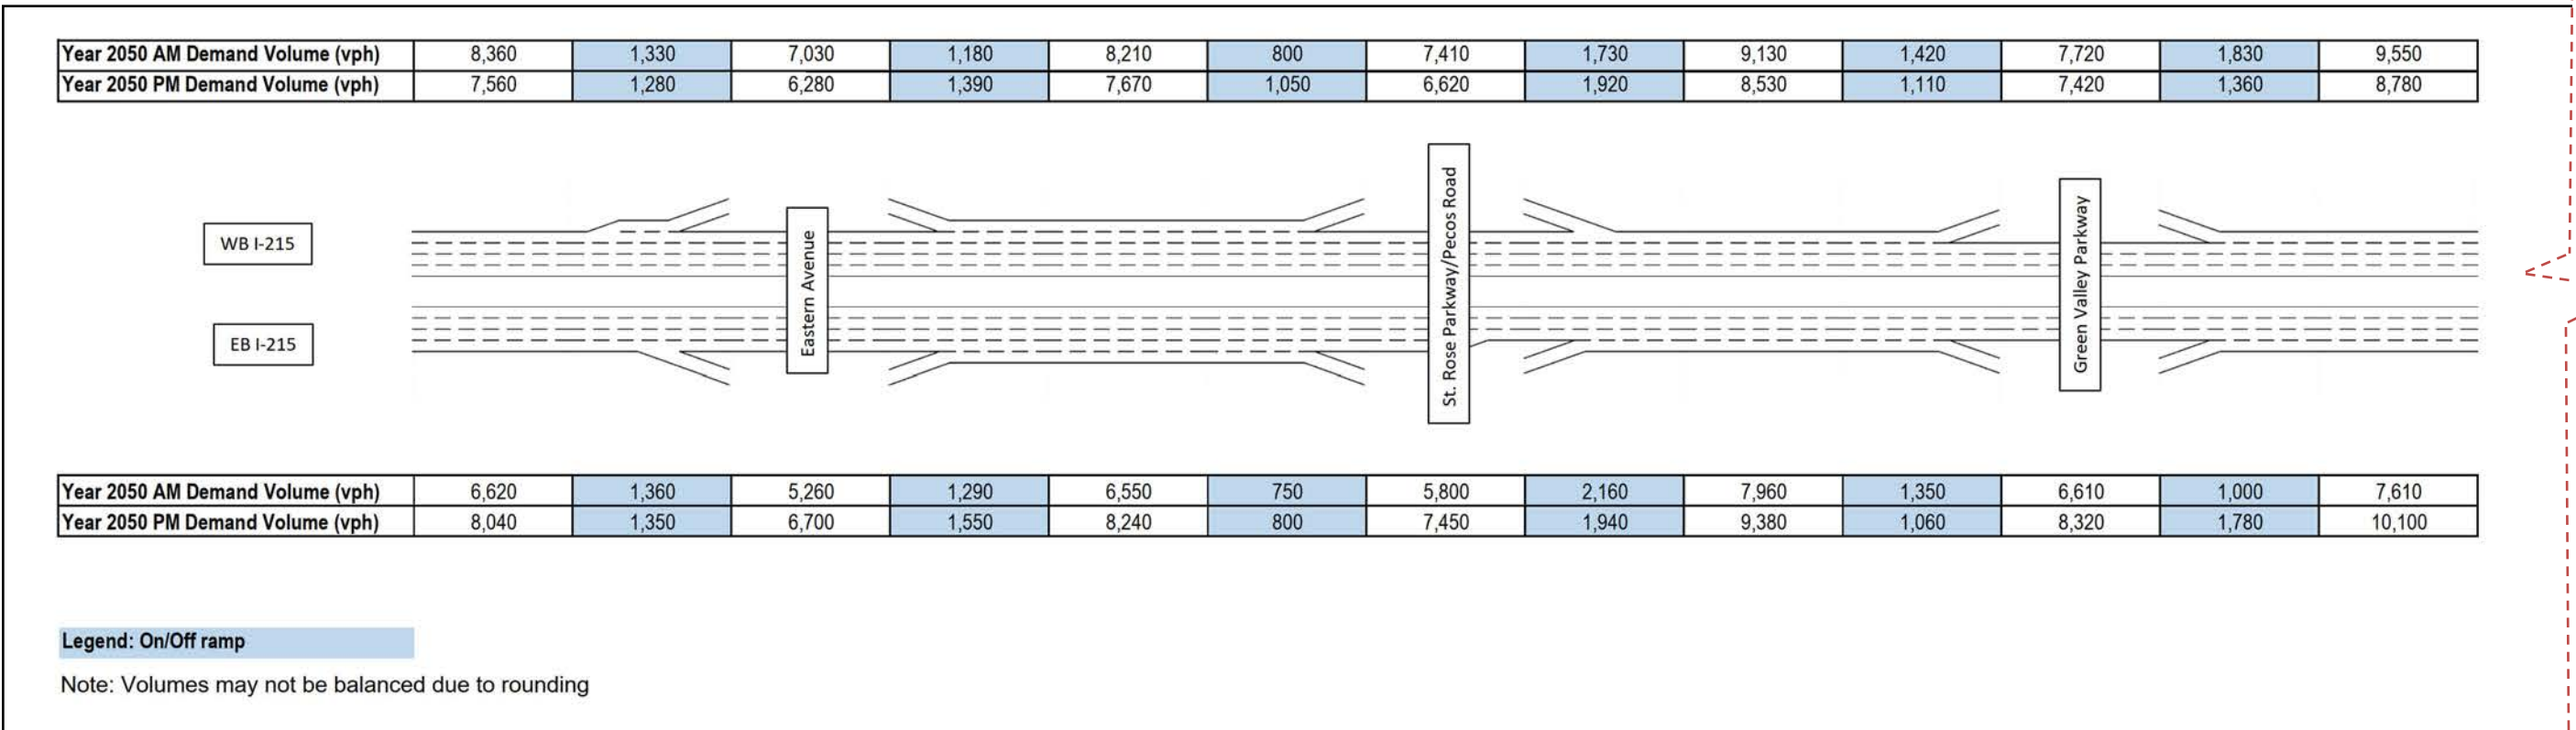 Year 2050 AM Demand Volume (vph) 8,360 1,330 7,030 1,180 8,210 800 7,410 1,730 9,130 1,420 7,720 1,830 9,550
Year 2050 PM Demand Volume (vph) 7,560 1,280 6,280 1,390 7,670 1,050 6,620 1,920 8,530 1,110 7,420 1,360 8,780
WB I-215
EB I-215
Eastern Avenue
St. Rose Parkway/Pecos Road
Green Valley Parkway
Year 2050 AM Demand Volume (vph) 6,620 1,360 5,260 1,290 6,550 750 5,800 2,160 7,960 1,350 6,610 1,000 7,610
Year 2050 PM Demand Volume (vph) 8,040 1,350 6,700 1,550 8,240 800 7,450 1,940 9,380 1,060 8,320 1,780 10,100
Legend: On/Off ramp
Note: Volumes may not be balanced due to rounding